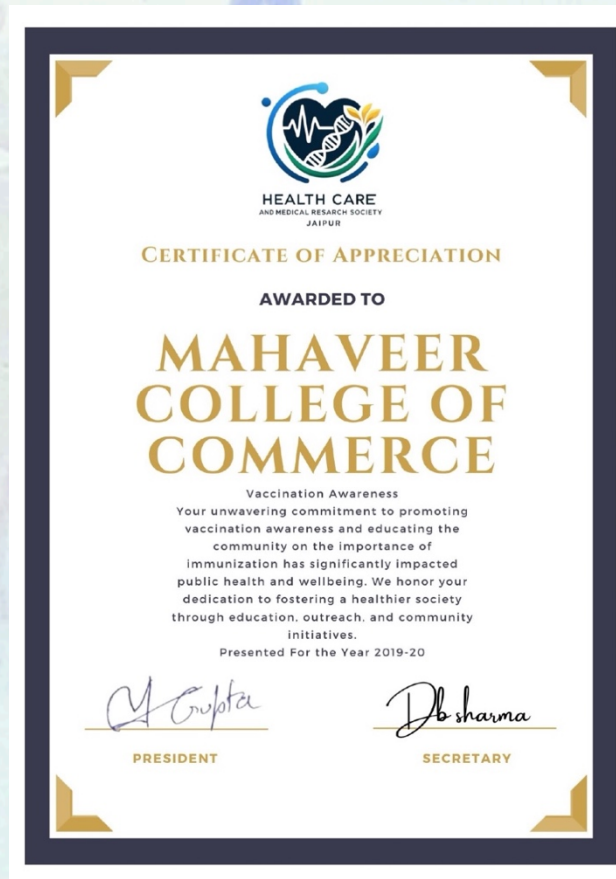 HEALTH CARE
AND MEDICAL RESARCH SOCIETY
JAIPUR
CERTIFICATE OF APPRECIATION
AWARDED TO
MAHAVEER
COLLEGE OF
COMMERCE
Vaccination Awareness
Your unwavering commitment to promoting
vaccination awareness and educating the
community on the importance of
immunization has significantly impacted
public health and wellbeing. We honor your
dedication to fostering a healthier society
through education, outreach, and community
initiatives.
Presented For the Year 2019-20
Gupta
Db sharma
PRESIDENT
SECRETARY